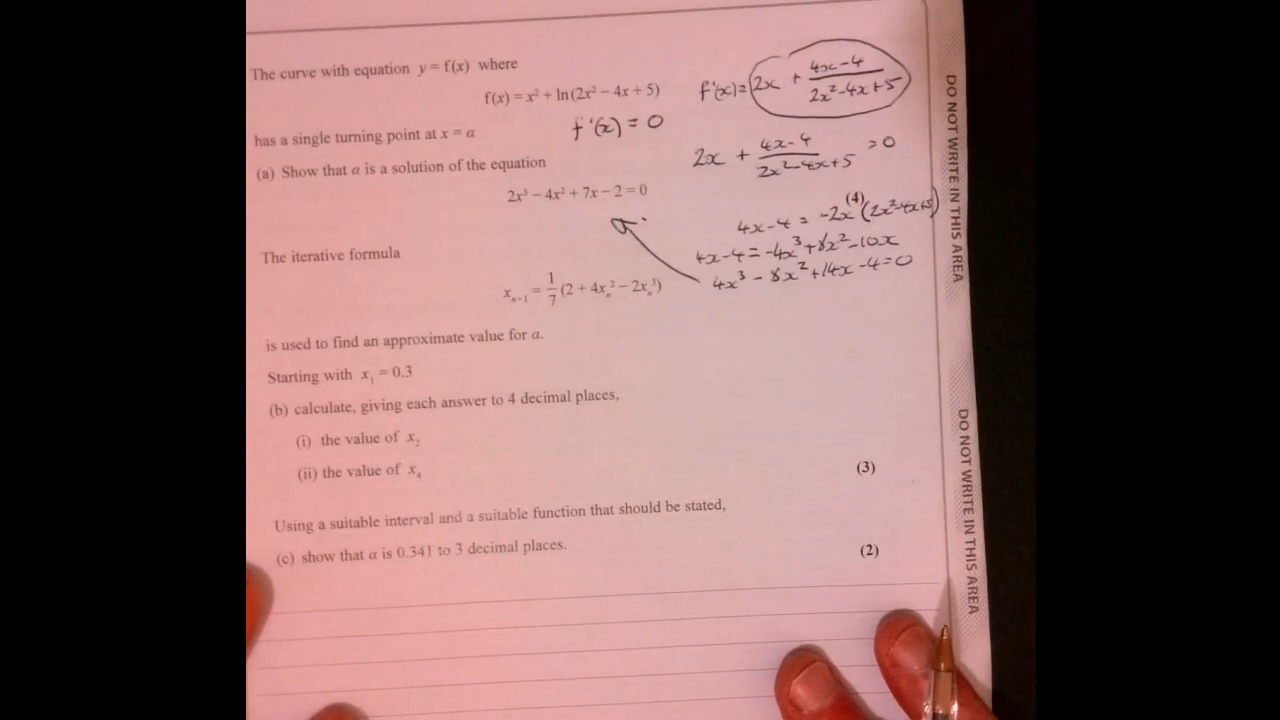 The curve with equation y = f(x) where
f(x) = x² + ln(2x² − 4x + 5)
has a single turning point at x = α
(a) Show that α is a solution of the equation
2x³ − 4x² + 7x − 2 = 0
(4)
The iterative formula
xₙ₊₁ = 1/7 (2 + 4xₙ² − 2xₙ³)
is used to find an approximate value for α.
Starting with x₁ = 0.3
(b) calculate, giving each answer to 4 decimal places,
(i) the value of x₂
(ii) the value of x₄
(3)
Using a suitable interval and a suitable function that should be stated,
(c) show that α is 0.341 to 3 decimal places.
(2)
f'(x) = 0
f'(x) = 2x + (4x−4)/(2x²−4x+5)
2x + (4x−4)/(2x²−4x+5) = 0
4x−4 = −2x(2x²−4x+5)
4x−4 = −4x³+8x²−10x
4x³ − 8x² + 14x − 4 = 0
DO NOT WRITE IN THIS AREA
DO NOT WRITE IN THIS AREA